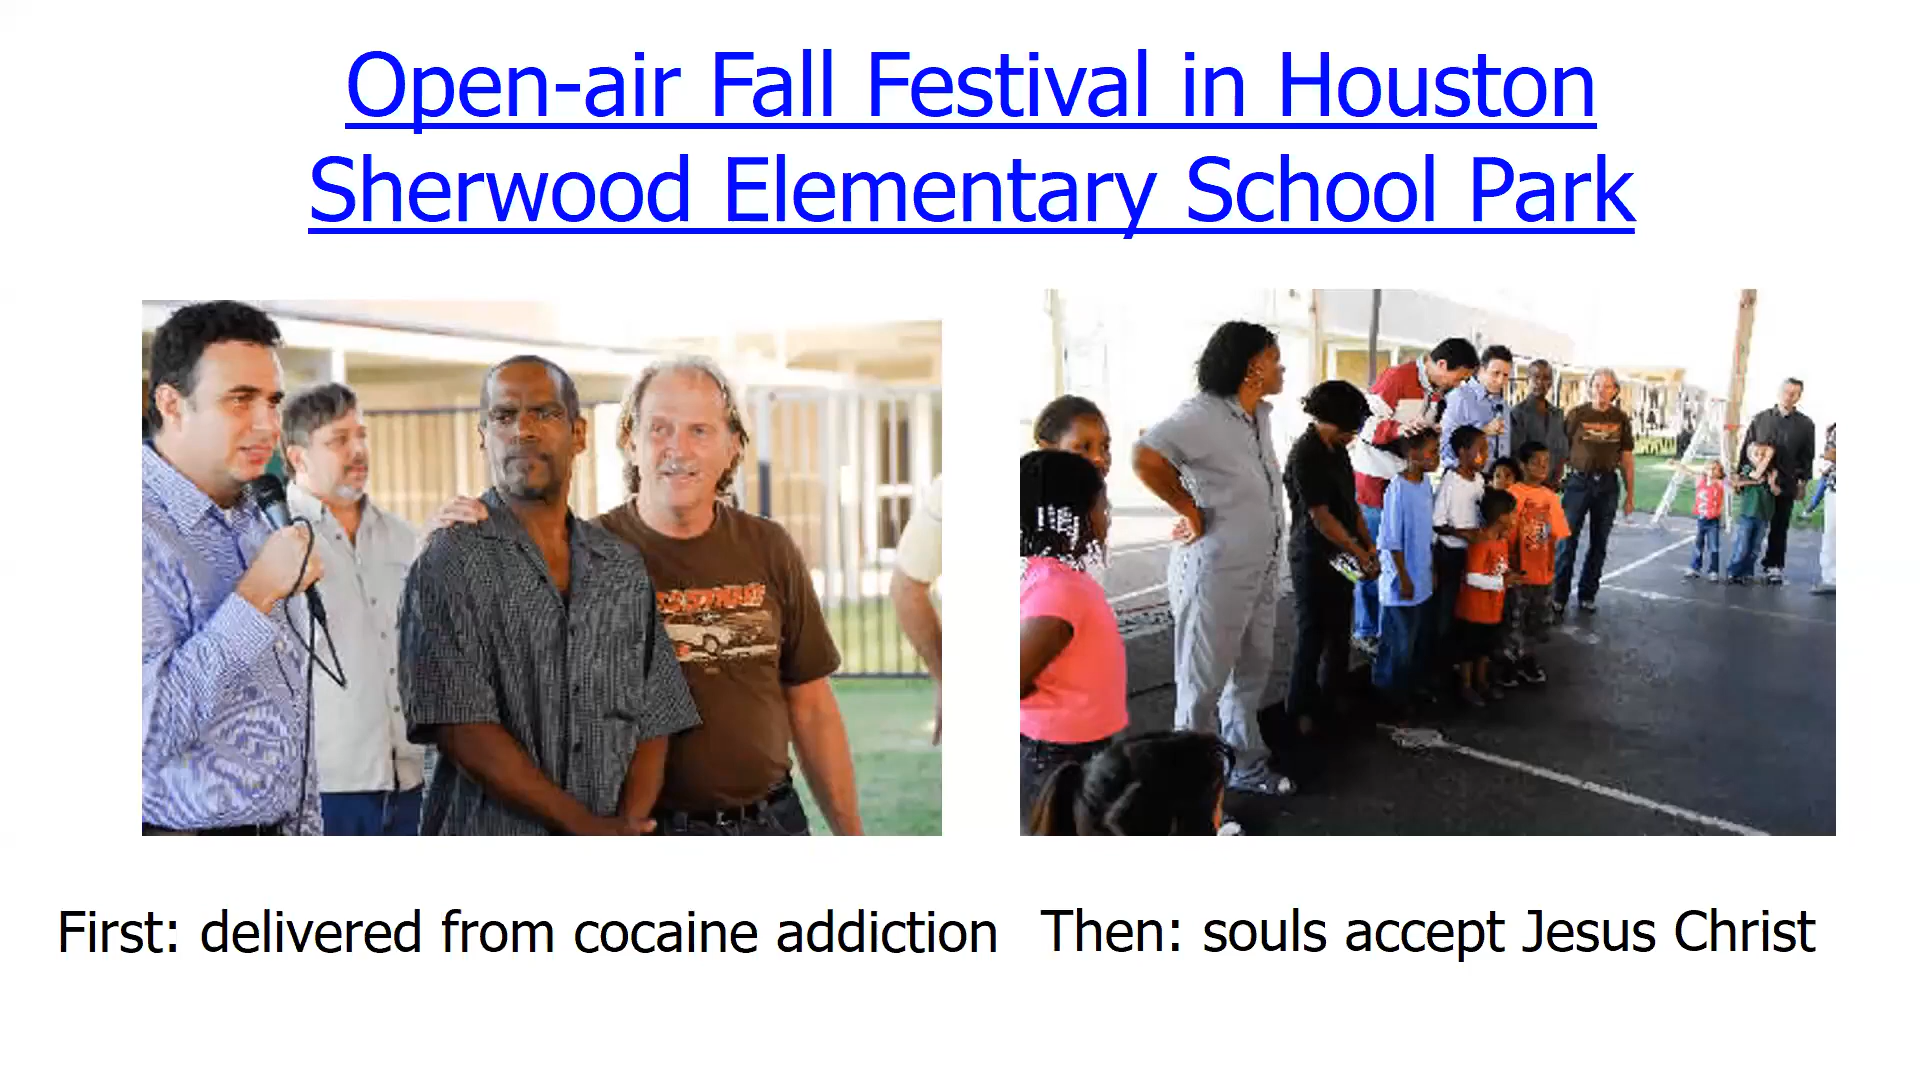 Open-air Fall Festival in Houston
Sherwood Elementary School Park
First: delivered from cocaine addiction
Then: souls accept Jesus Christ